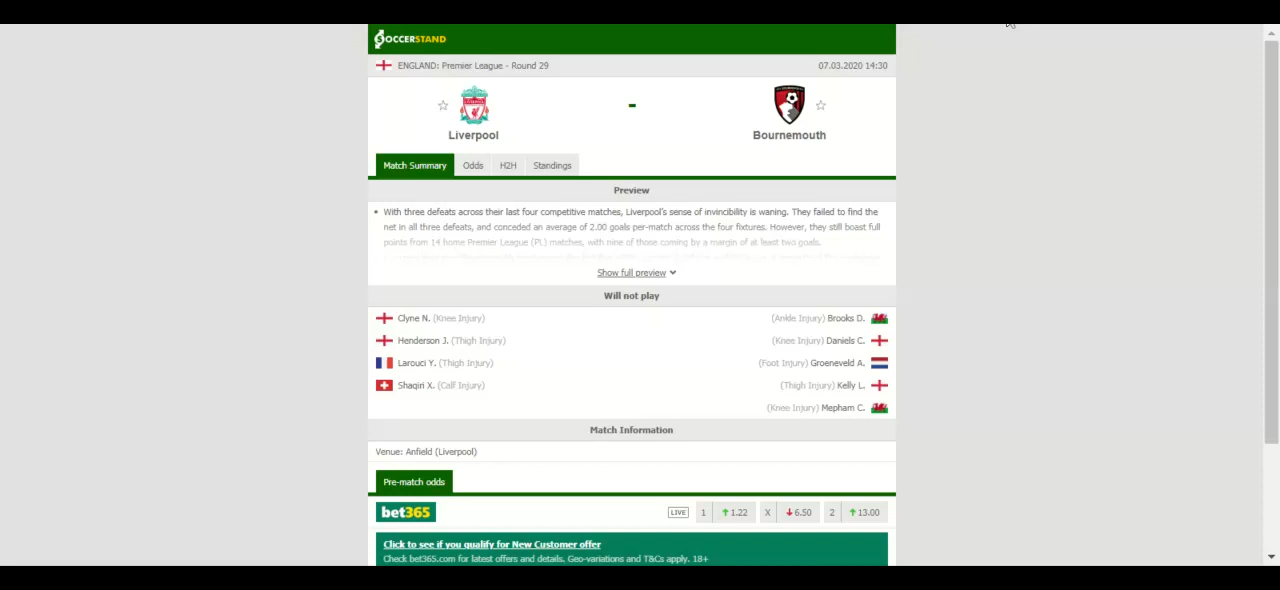 SOCCERSTAND
ENGLAND: Premier League - Round 29 07.03.2020 14:30
-
Liverpool Bournemouth
Match Summary Odds H2H Standings
Preview
With three defeats across their last four competitive matches, Liverpool's sense of invincibility is waning. They failed to find the
net in all three defeats, and conceded an average of 2.00 goals per-match across the four fixtures. However, they still boast full
points from 14 home Premier League (PL) matches, with nine of those coming by a margin of at least two goals.
Show full preview
Will not play
Clyne N. (Knee Injury) (Ankle Injury) Brooks D.
Henderson J. (Thigh Injury) (Knee Injury) Daniels C.
Larouci Y. (Thigh Injury) (Foot Injury) Groeneveld A.
Shaqiri X. (Calf Injury) (Thigh Injury) Kelly L.
(Knee Injury) Mepham C.
Match Information
Venue: Anfield (Liverpool)
Pre-match odds
bet365 LIVE 1 1.22 X 6.50 2 13.00
Click to see if you qualify for New Customer offer
Check bet365.com for latest offers and details. Geo-variations and T&Cs apply. 18+